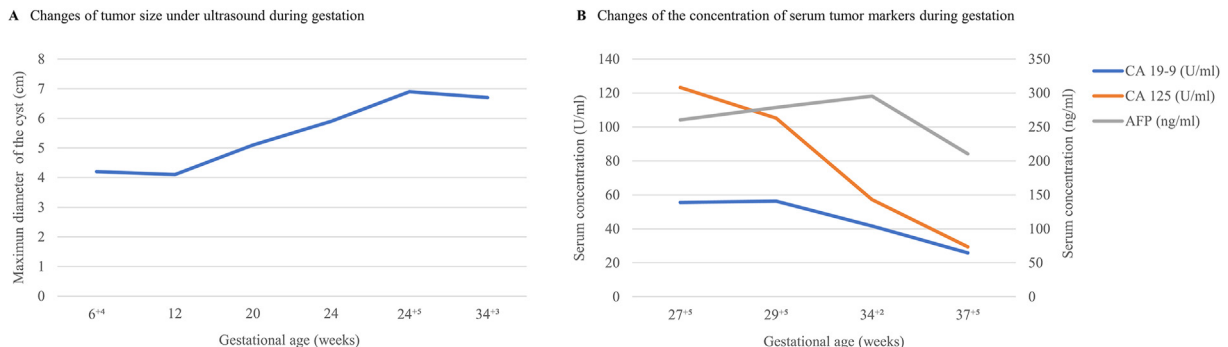 A Changes of tumor size under ultrasound during gestation
Maximun diameter of the cyst (cm)
8
7
6
5
4
3
2
1
0
6+4 12 20 24 24+5 34+3
Gestational age (weeks)
B Changes of the concentration of serum tumor markers during gestation
Serum concentration (U/ml)
140
120
100
80
60
40
20
0
27+5 29+5 34+2 37+5
Gestational age (weeks)
350
300
250
200
150
100
50
0
Serum concentration (ng/ml)
CA 19-9 (U/ml)
CA 125 (U/ml)
AFP (ng/ml)